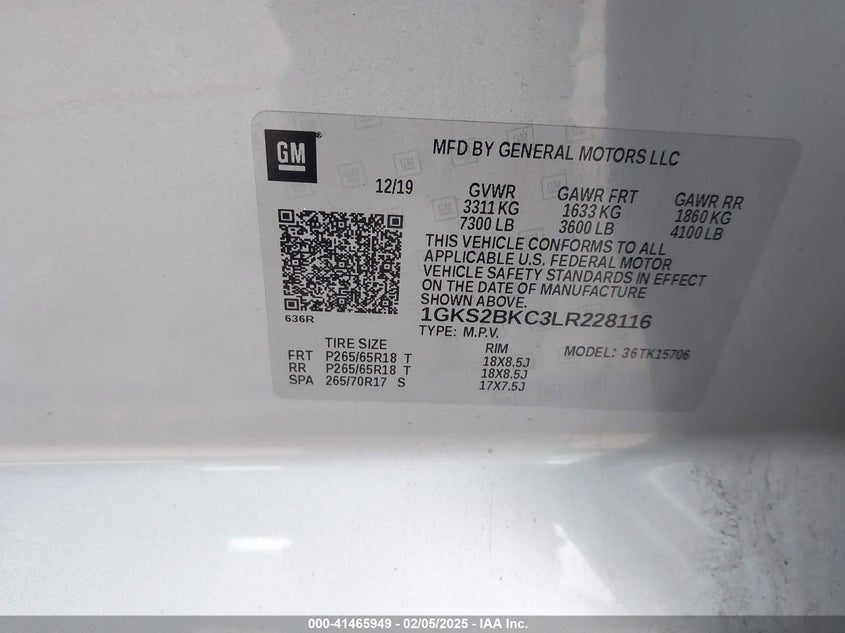 GM
MFD BY GENERAL MOTORS LLC
12/19 GVWR GAWR FRT GAWR RR
3311 KG 1633 KG 1860 KG
7300 LB 3600 LB 4100 LB
THIS VEHICLE CONFORMS TO ALL
APPLICABLE U.S. FEDERAL MOTOR
VEHICLE SAFETY STANDARDS IN EFFECT
ON THE DATE OF MANUFACTURE
SHOWN ABOVE.
636R
1GKS2BKC3LR228116
TYPE: M.P.V.
TIRE SIZE RIM MODEL: 36TK15706
FRT P265/65R18 T 18X8.5J
RR P265/65R18 T 18X8.5J
SPA 265/70R17 S 17X7.5J
000-41465949 - 02/05/2025 - IAA Inc.